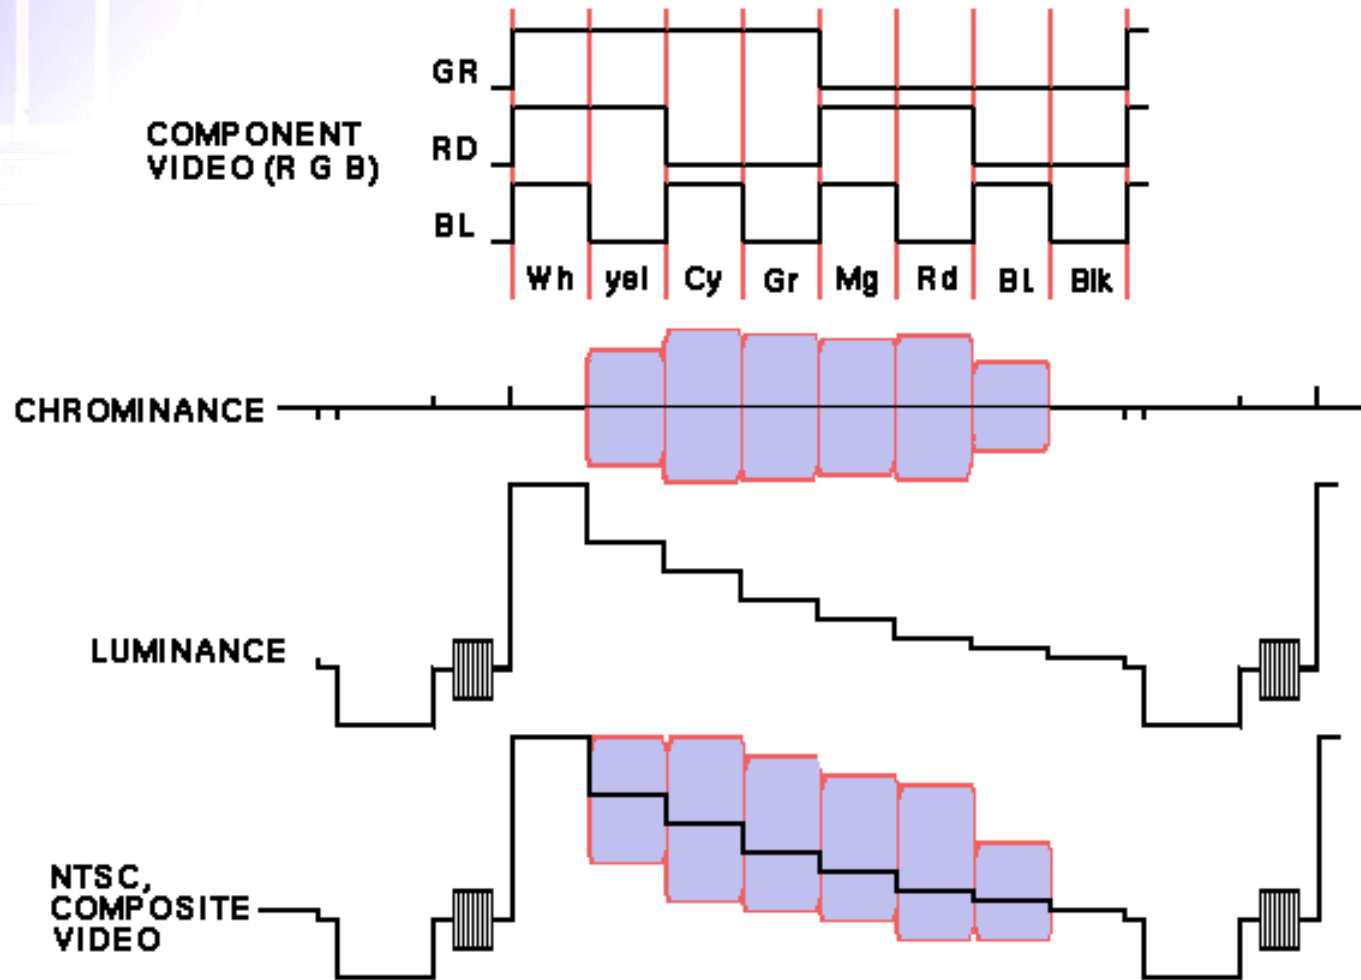 GR
COMPONENT
VIDEO (R G B)
RD
BL
Wh yel Cy Gr Mg Rd BL Blk
CHROMINANCE
LUMINANCE
NTSC,
COMPOSITE
VIDEO